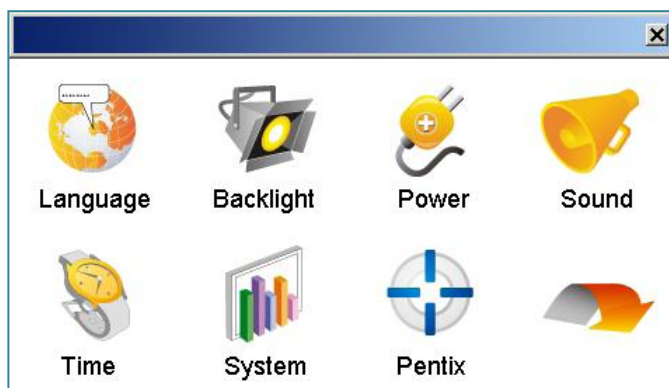 Language
Backlight
Power
Sound
Time
System
Pentix